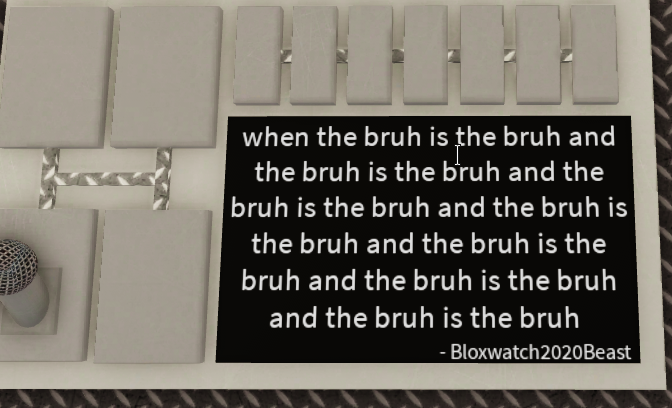 when the bruh is the bruh and
the bruh is the bruh and the
bruh is the bruh and the bruh is
the bruh and the bruh is the
bruh and the bruh is the bruh
and the bruh is the bruh
- Bloxwatch2020Beast